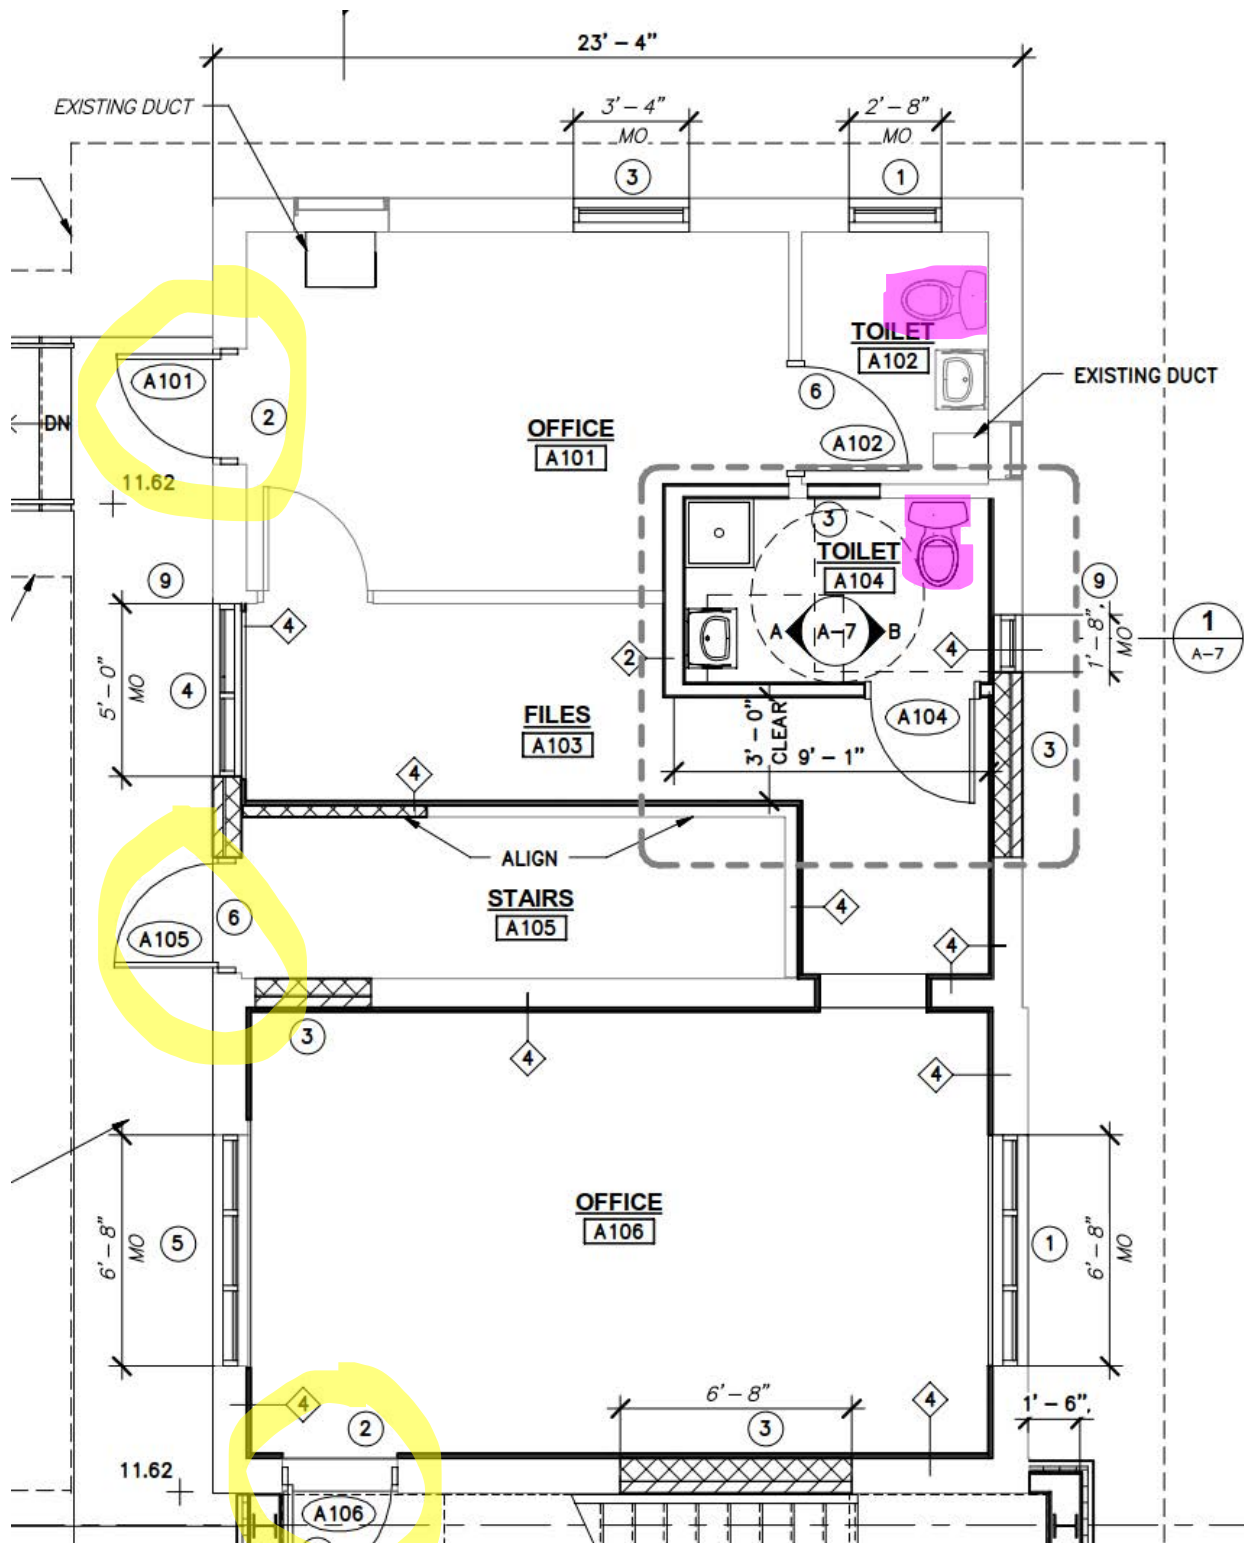 23' – 4"
EXISTING DUCT
3' – 4"
MO
2' – 8"
MO
3
1
TOILET
A102
EXISTING DUCT
A101
6
DN
2
OFFICE
A101
A102
11.62
3
TOILET
A104
9
9
1
A–7
4
A
A–7
B
4
1' – 8"
MO
2
5' – 0"
MO
4
FILES
A103
A104
3' – 0"
CLEAR
9' – 1"
3
4
ALIGN
STAIRS
A105
4
6
A105
4
3
4
4
OFFICE
A106
6' – 8"
MO
5
1
6' – 8"
MO
4
2
6' – 8"
3
4
1' – 6"
11.62
A106